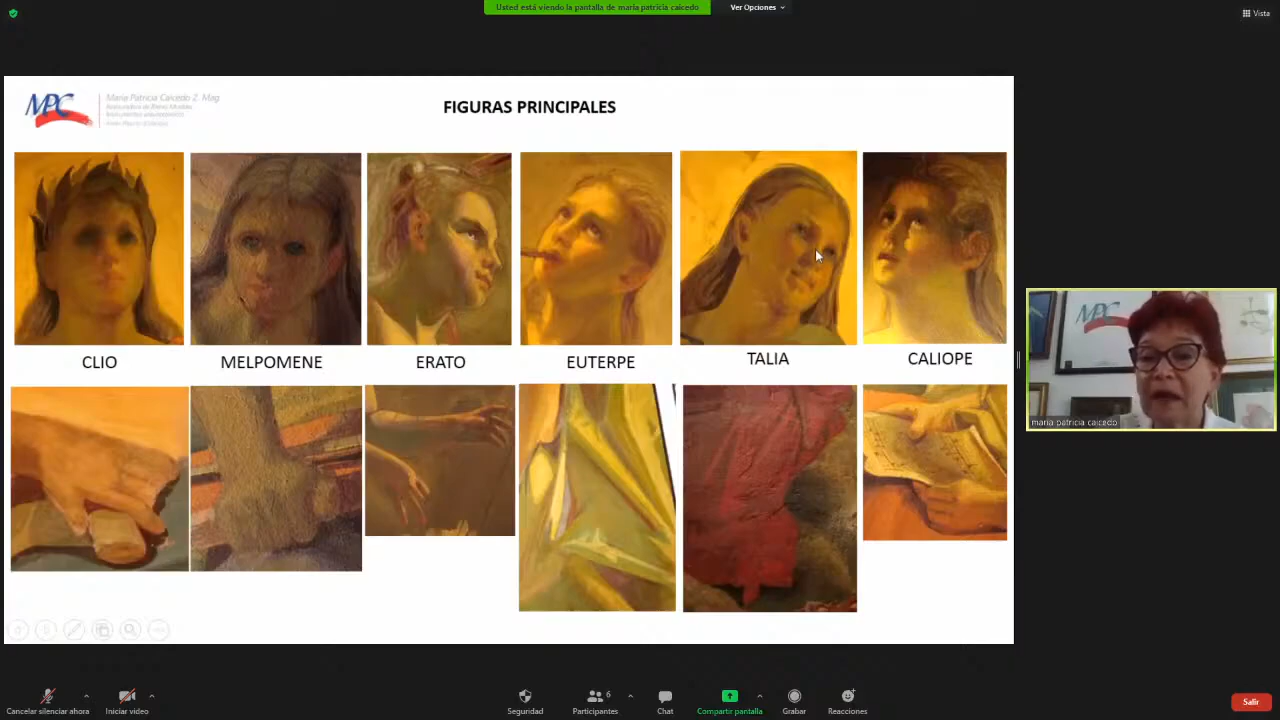 Usted está viendo la pantalla de maria patricia caicedo
Ver Opciones
Vista
MPC
Maria Patricia Caicedo Z. Mag.
FIGURAS PRINCIPALES
CLIO
MELPOMENE
ERATO
EUTERPE
TALIA
CALIOPE
MPC
maria patricia caicedo
Cancelar silenciar ahora
Iniciar video
Seguridad
Participantes
6
Chat
Compartir pantalla
Grabar
Reacciones
Salir